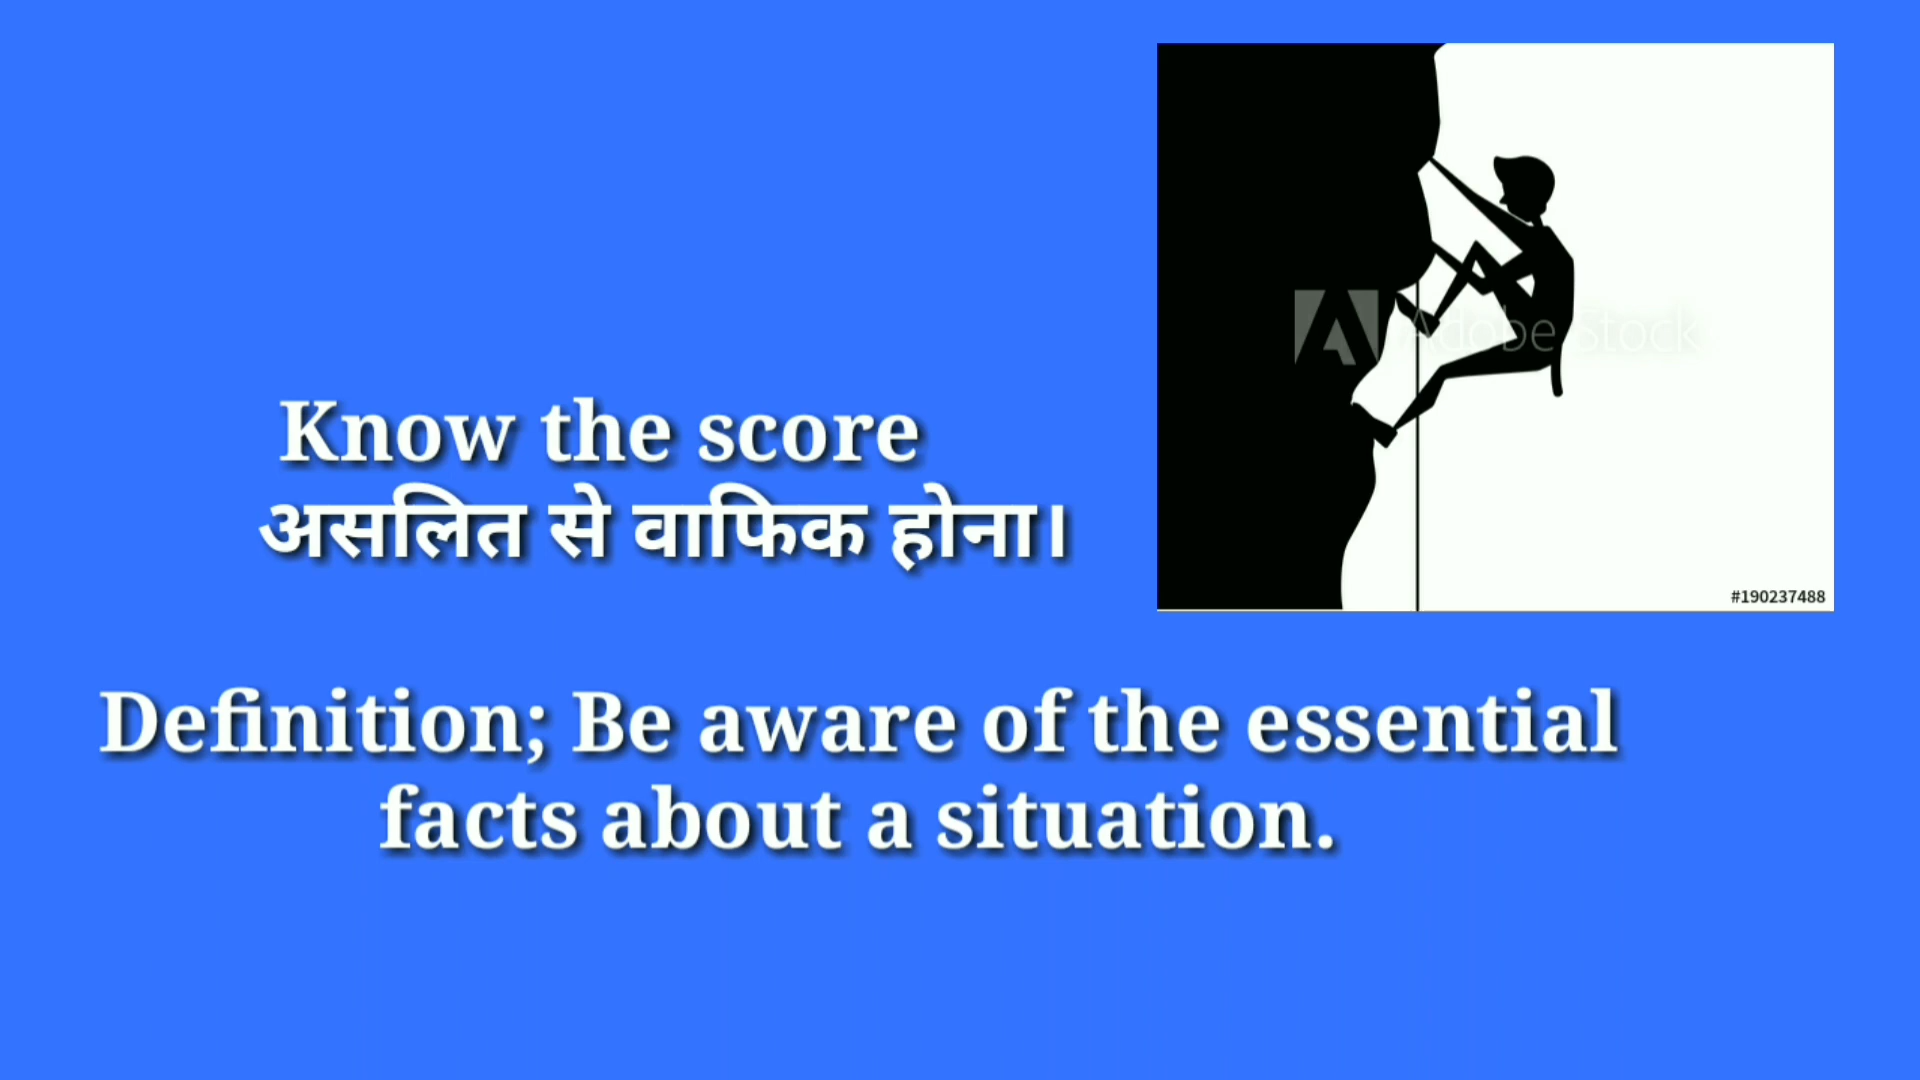 Adobe Stock
#190237488
Know the score
असलित से वाफिक होना।
Definition; Be aware of the essential
facts about a situation.